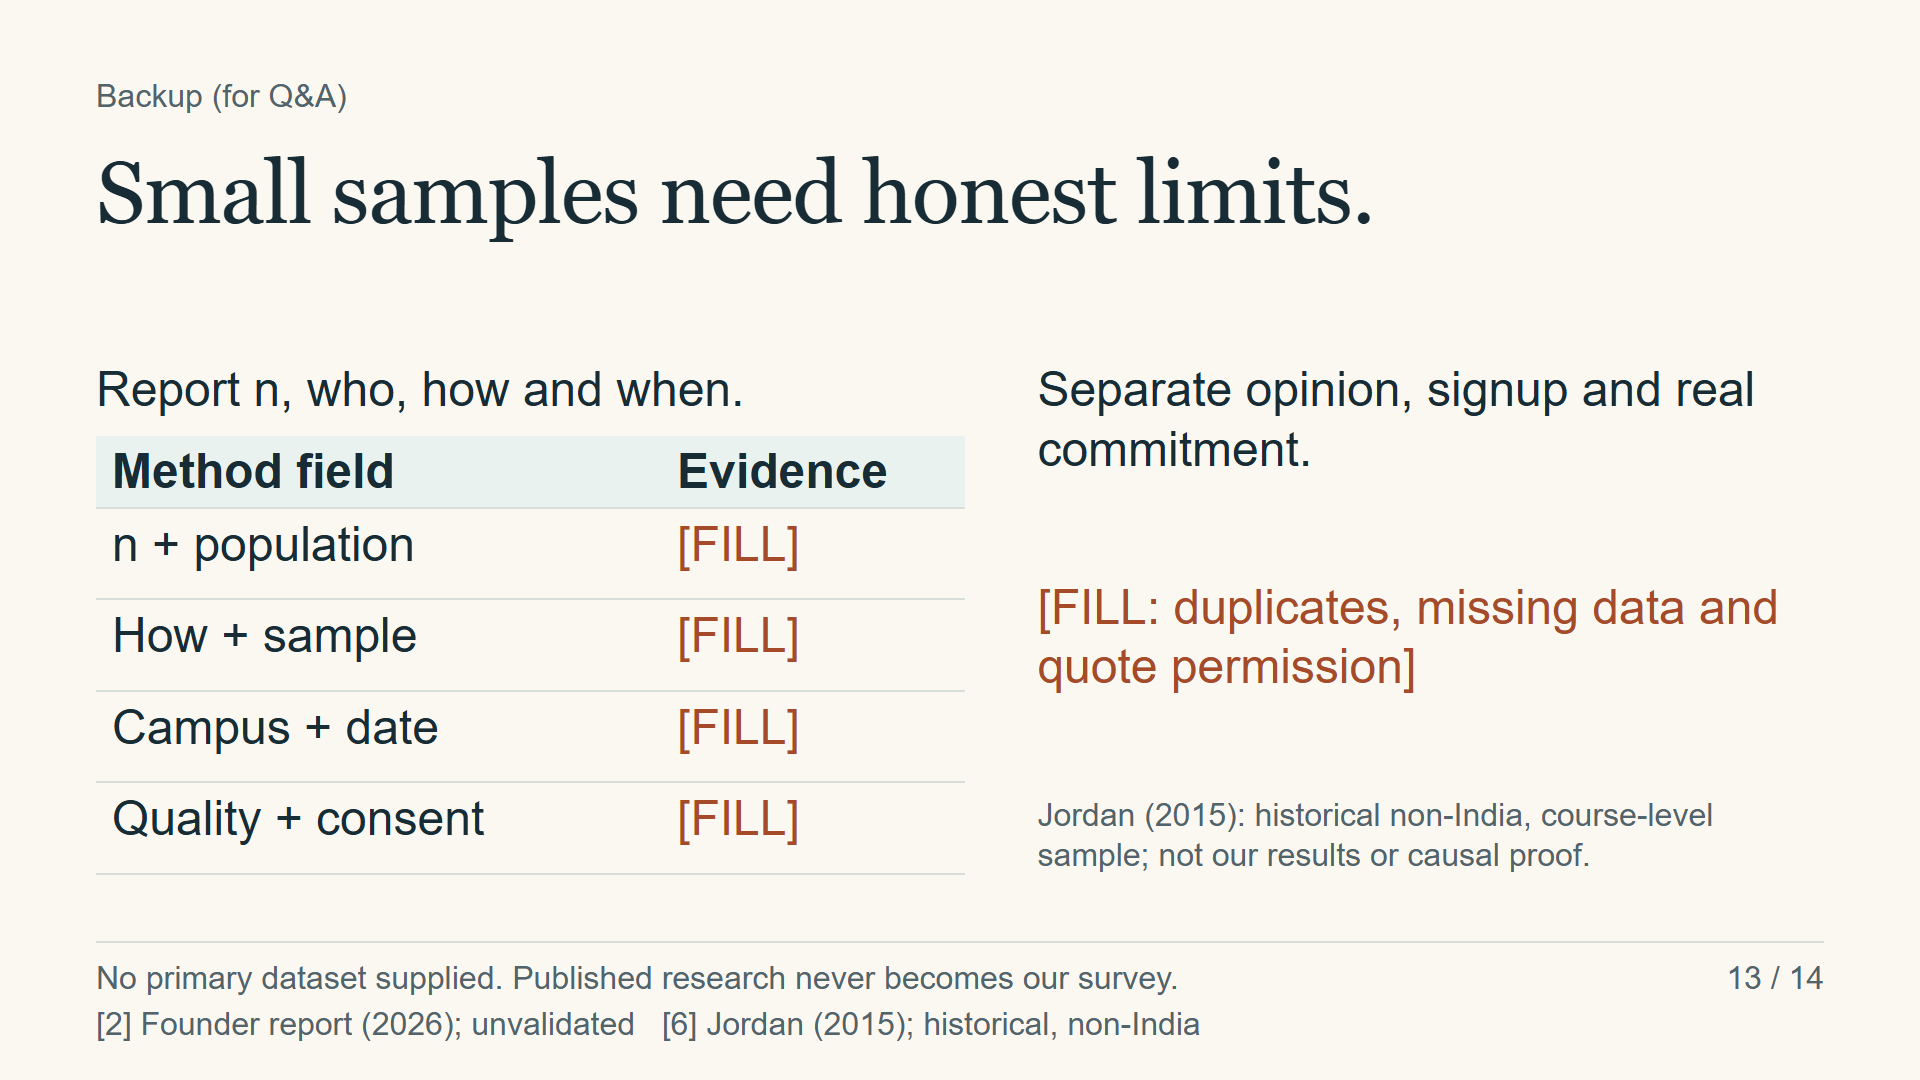 Backup (for Q&A)
Small samples need honest limits.
Report n, who, how and when.
Method field Evidence
n + population [FILL]
How + sample [FILL]
Campus + date [FILL]
Quality + consent [FILL]
Separate opinion, signup and real
commitment.
[FILL: duplicates, missing data and
quote permission]
Jordan (2015): historical non-India, course-level
sample; not our results or causal proof.
No primary dataset supplied. Published research never becomes our survey.
13 / 14
[2] Founder report (2026); unvalidated [6] Jordan (2015); historical, non-India